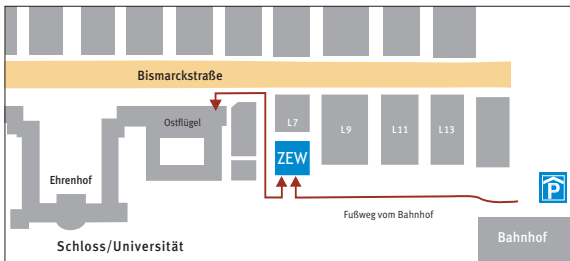 Bismarckstraße
Ostflügel
L7
L9
L11
L13
ZEW
Ehrenhof
P
Fußweg vom Bahnhof
Schloss/Universität
Bahnhof